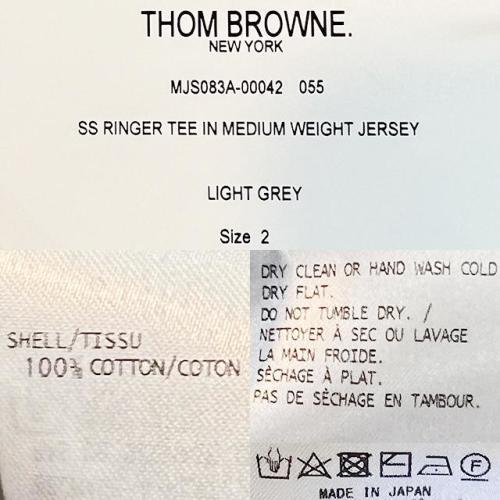 THOM BROWNE.
NEW YORK
MJS083A-00042 055
SS RINGER TEE IN MEDIUM WEIGHT JERSEY
LIGHT GREY
Size 2
SHELL/TISSU
100% COTTON/COTON
DRY CLEAN OR HAND WASH COLD
DRY FLAT.
DO NOT TUMBLE DRY. /
NETTOYER À SEC OU LAVAGE
LA MAIN FROIDE.
SÈCHAGE À PLAT.
PAS DE SÈCHAGE EN TAMBOUR.
F
MADE IN JAPAN